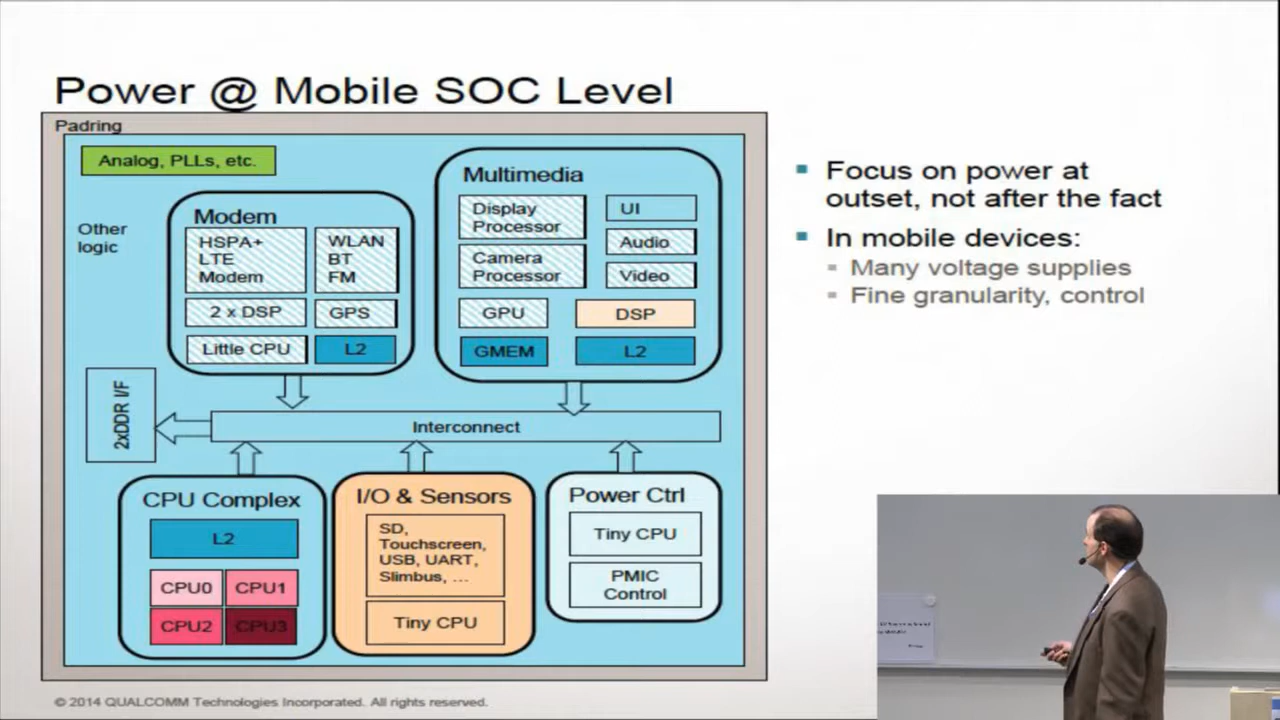 Power @ Mobile SOC Level
Padring
Analog, PLLs, etc.
Other
logic
Modem
HSPA+
LTE
Modem
WLAN
BT
FM
2 x DSP
GPS
Little CPU
L2
Multimedia
Display
Processor
UI
Camera
Processor
Audio
Video
GPU
DSP
GMEM
L2
2xDDR I/F
Interconnect
CPU Complex
L2
CPU0
CPU1
CPU2
CPU3
I/O & Sensors
SD,
Touchscreen,
USB, UART,
Slimbus, ...
Tiny CPU
Power Ctrl
Tiny CPU
PMIC
Control
Focus on power at
outset, not after the fact
In mobile devices:
Many voltage supplies
Fine granularity, control
© 2014 QUALCOMM Technologies Incorporated. All rights reserved.